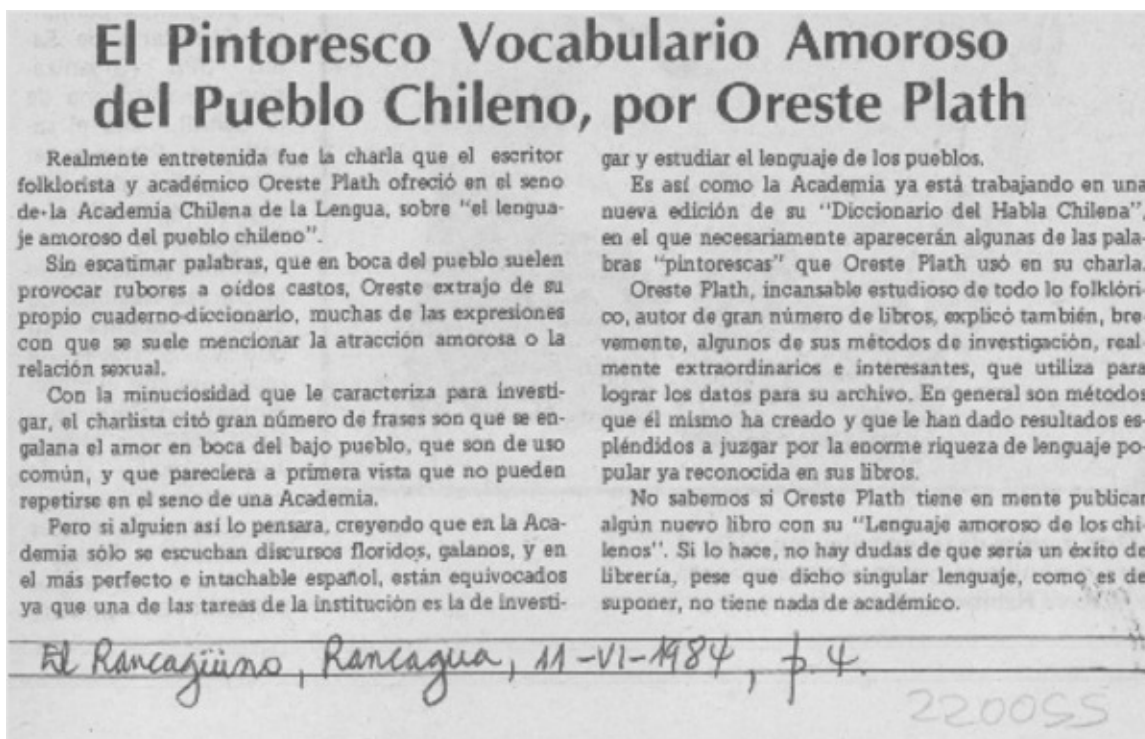 El Pintoresco Vocabulario Amoroso
del Pueblo Chileno, por Oreste Plath
Realmente entretenida fue la charla que el escritor
folklorista y académico Oreste Plath ofreció en el seno
de la Academia Chilena de la Lengua, sobre "el lengua-
je amoroso del pueblo chileno".
Sin escatimar palabras, que en boca del pueblo suelen
provocar rubores a oídos castos, Oreste extrajo de su
propio cuaderno-diccionario, muchas de las expresiones
con que se suele mencionar la atracción amorosa o la
relación sexual.
Con la minuciosidad que le caracteriza para investi-
gar, el charlista citó gran número de frases son que se en-
galana el amor en boca del bajo pueblo, que son de uso
común, y que pareciera a primera vista que no pueden
repetirse en el seno de una Academia.
Pero si alguien así lo pensara, creyendo que en la Aca-
demia sólo se escuchan discursos floridos, galanos, y en
el más perfecto e intachable español, están equivocados
ya que una de las tareas de la institución es la de investi-
gar y estudiar el lenguaje de los pueblos.
Es así como la Academia ya está trabajando en una
nueva edición de su "Diccionario del Habla Chilena",
en el que necesariamente aparecerán algunas de las pala-
bras "pintorescas" que Oreste Plath usó en su charla.
Oreste Plath, incansable estudioso de todo lo folklóri-
co, autor de gran número de libros, explicó también, bre-
vemente, algunos de sus métodos de investigación, real-
mente extraordinarios e interesantes, que utiliza para
lograr los datos para su archivo. En general son métodos
que él mismo ha creado y que le han dado resultados es-
pléndidos a juzgar por la enorme riqueza de lenguaje po-
pular ya reconocida en sus libros.
No sabemos si Oreste Plath tiene en mente publicar
algún nuevo libro con su "Lenguaje amoroso de los chi-
lenos". Si lo hace, no hay dudas de que sería un éxito de
librería, pese que dicho singular lenguaje, como es de
suponer, no tiene nada de académico.
El Rancagüino, Rancagua, 11-VI-1984, p. 4.
220055